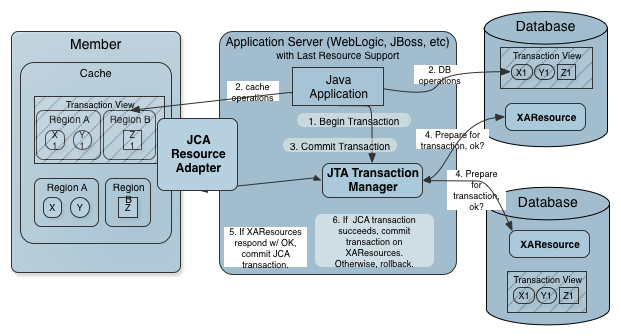 Member
Cache
Transaction View
Region A
Region B
X
1
Y
1
Z
1
Region A
Region
B
X
Y
Z
JCA
Resource
Adapter
Application Server (WebLogic, JBoss, etc)
with Last Resource Support
2. cache
operations
Java
Application
2. DB
operations
1. Begin Transaction
3. Commit Transaction
JTA Transaction
Manager
4. Prepare for
transaction, ok?
4. Prepare
for
transaction,
ok?
5. If XAResources
respond w/ OK,
commit JCA
transaction.
6. If JCA transaction
succeeds, commit
transaction on
XAResources.
Otherwise, rollback.
Database
Transaction View
X1
Y1
Z1
XAResource
Database
XAResource
Transaction View
X1
Y1
Z1